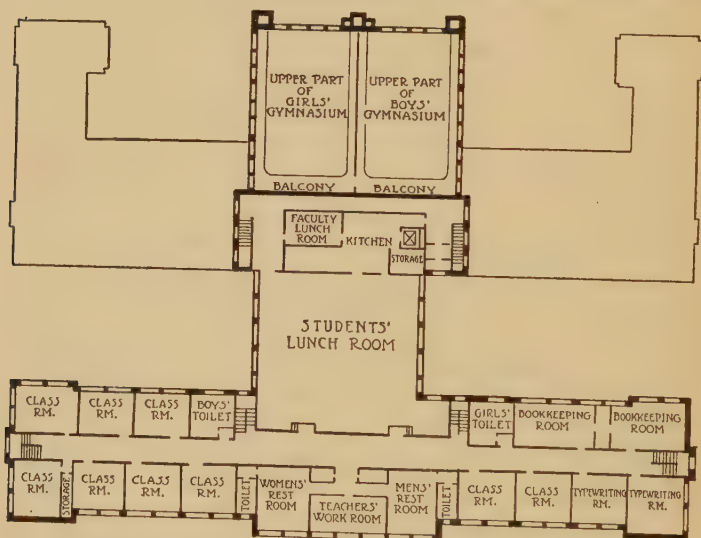 UPPER PART
OF
GIRLS'
GYMNASIUM
UPPER PART
OF
BOYS'
GYMNASIUM
BALCONY
BALCONY
FACULTY
LUNCH
ROOM
KITCHEN
STORAGE
STUDENTS'
LUNCH ROOM
CLASS
RM.
CLASS
RM.
CLASS
RM.
BOYS'
TOILET
GIRLS'
TOILET
BOOKKEEPING
ROOM
BOOKKEEPING
ROOM
CLASS
RM.
STORAGE
CLASS
RM.
CLASS
RM.
CLASS
RM.
TOILET
WOMENS'
REST
ROOM
TEACHERS'
WORK ROOM
MENS'
REST
ROOM
TOILET
CLASS
RM.
CLASS
RM.
TYPEWRITING
RM.
TYPEWRITING
RM.